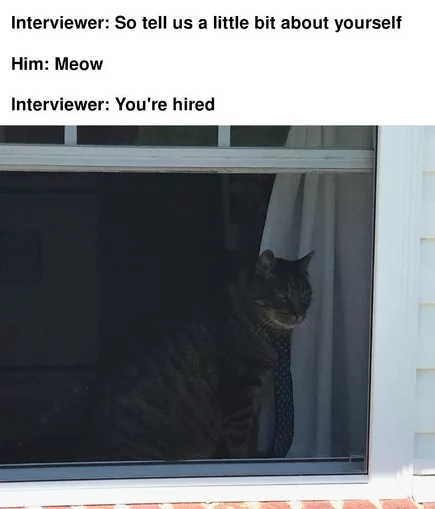 Interviewer: So tell us a little bit about yourself
Him: Meow
Interviewer: You're hired